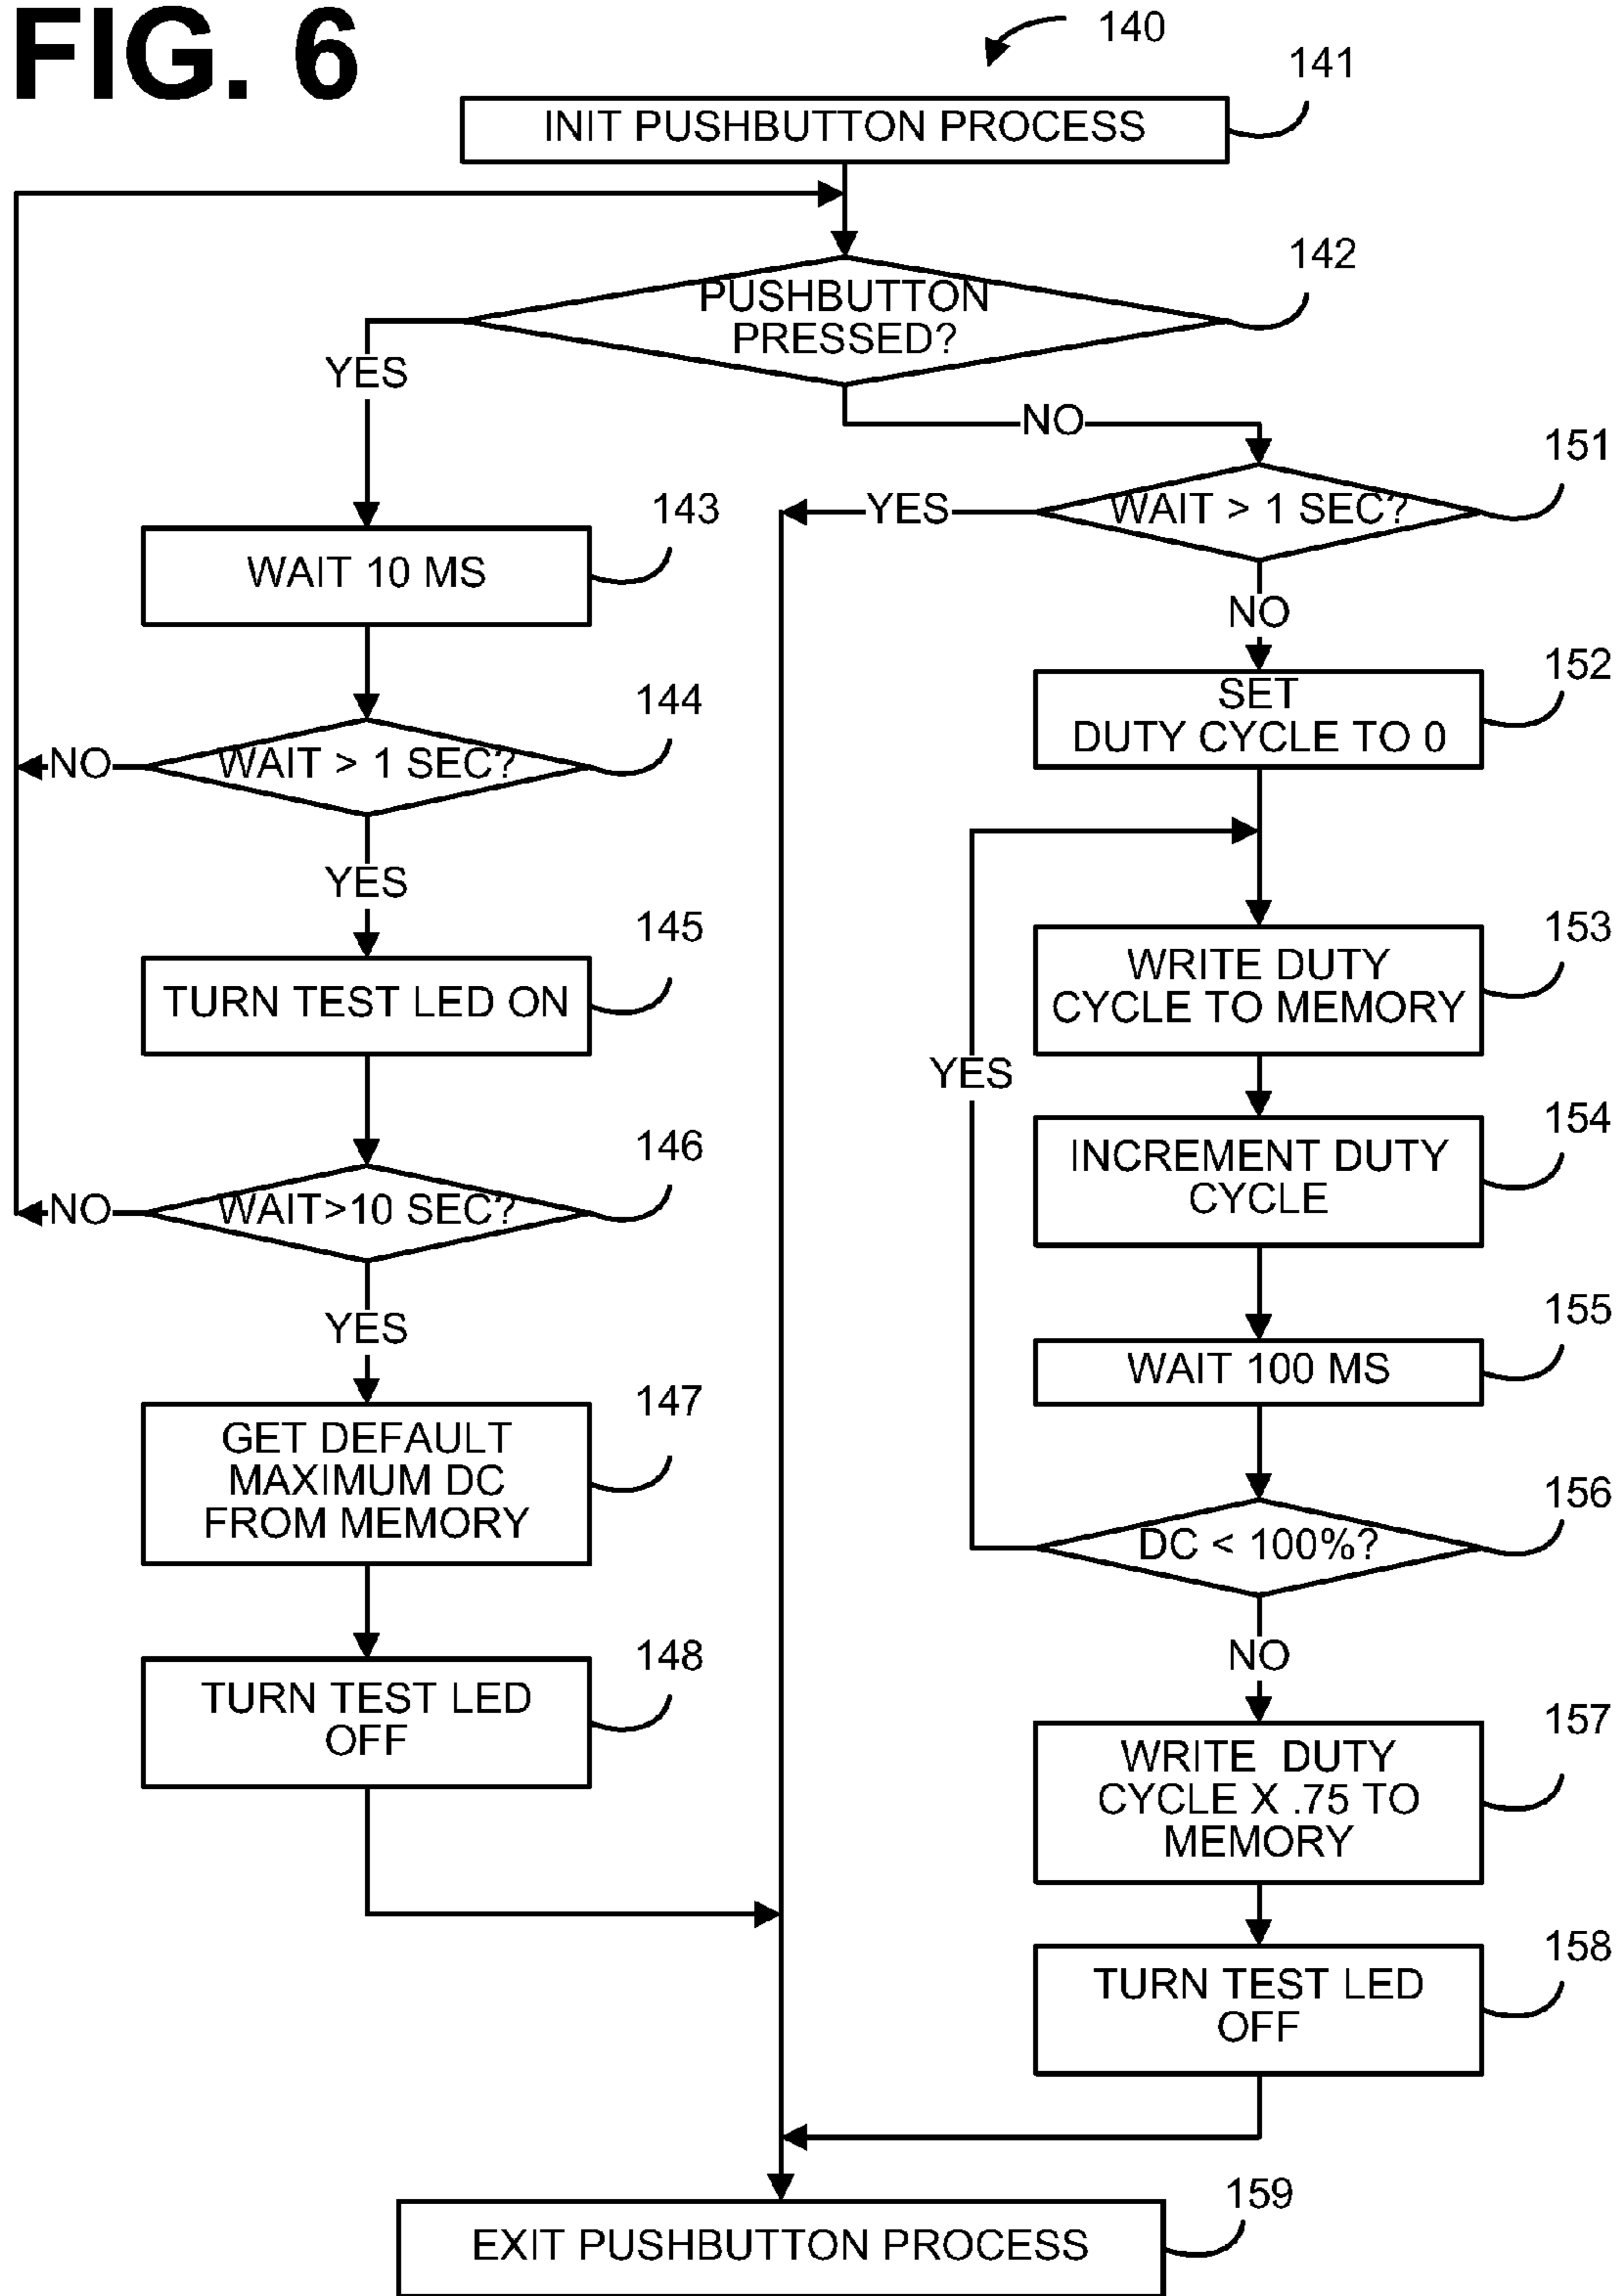 FIG. 6
140
141
INIT PUSHBUTTON PROCESS
142
PUSHBUTTON
PRESSED?
YES
NO
151
WAIT > 1 SEC?
YES
NO
143
WAIT 10 MS
144
WAIT > 1 SEC?
NO
YES
145
TURN TEST LED ON
146
WAIT>10 SEC?
NO
YES
147
GET DEFAULT
MAXIMUM DC
FROM MEMORY
148
TURN TEST LED
OFF
152
SET
DUTY CYCLE TO 0
153
WRITE DUTY
CYCLE TO MEMORY
YES
154
INCREMENT DUTY
CYCLE
155
WAIT 100 MS
156
DC < 100%?
NO
157
WRITE DUTY
CYCLE X .75 TO
MEMORY
158
TURN TEST LED
OFF
159
EXIT PUSHBUTTON PROCESS